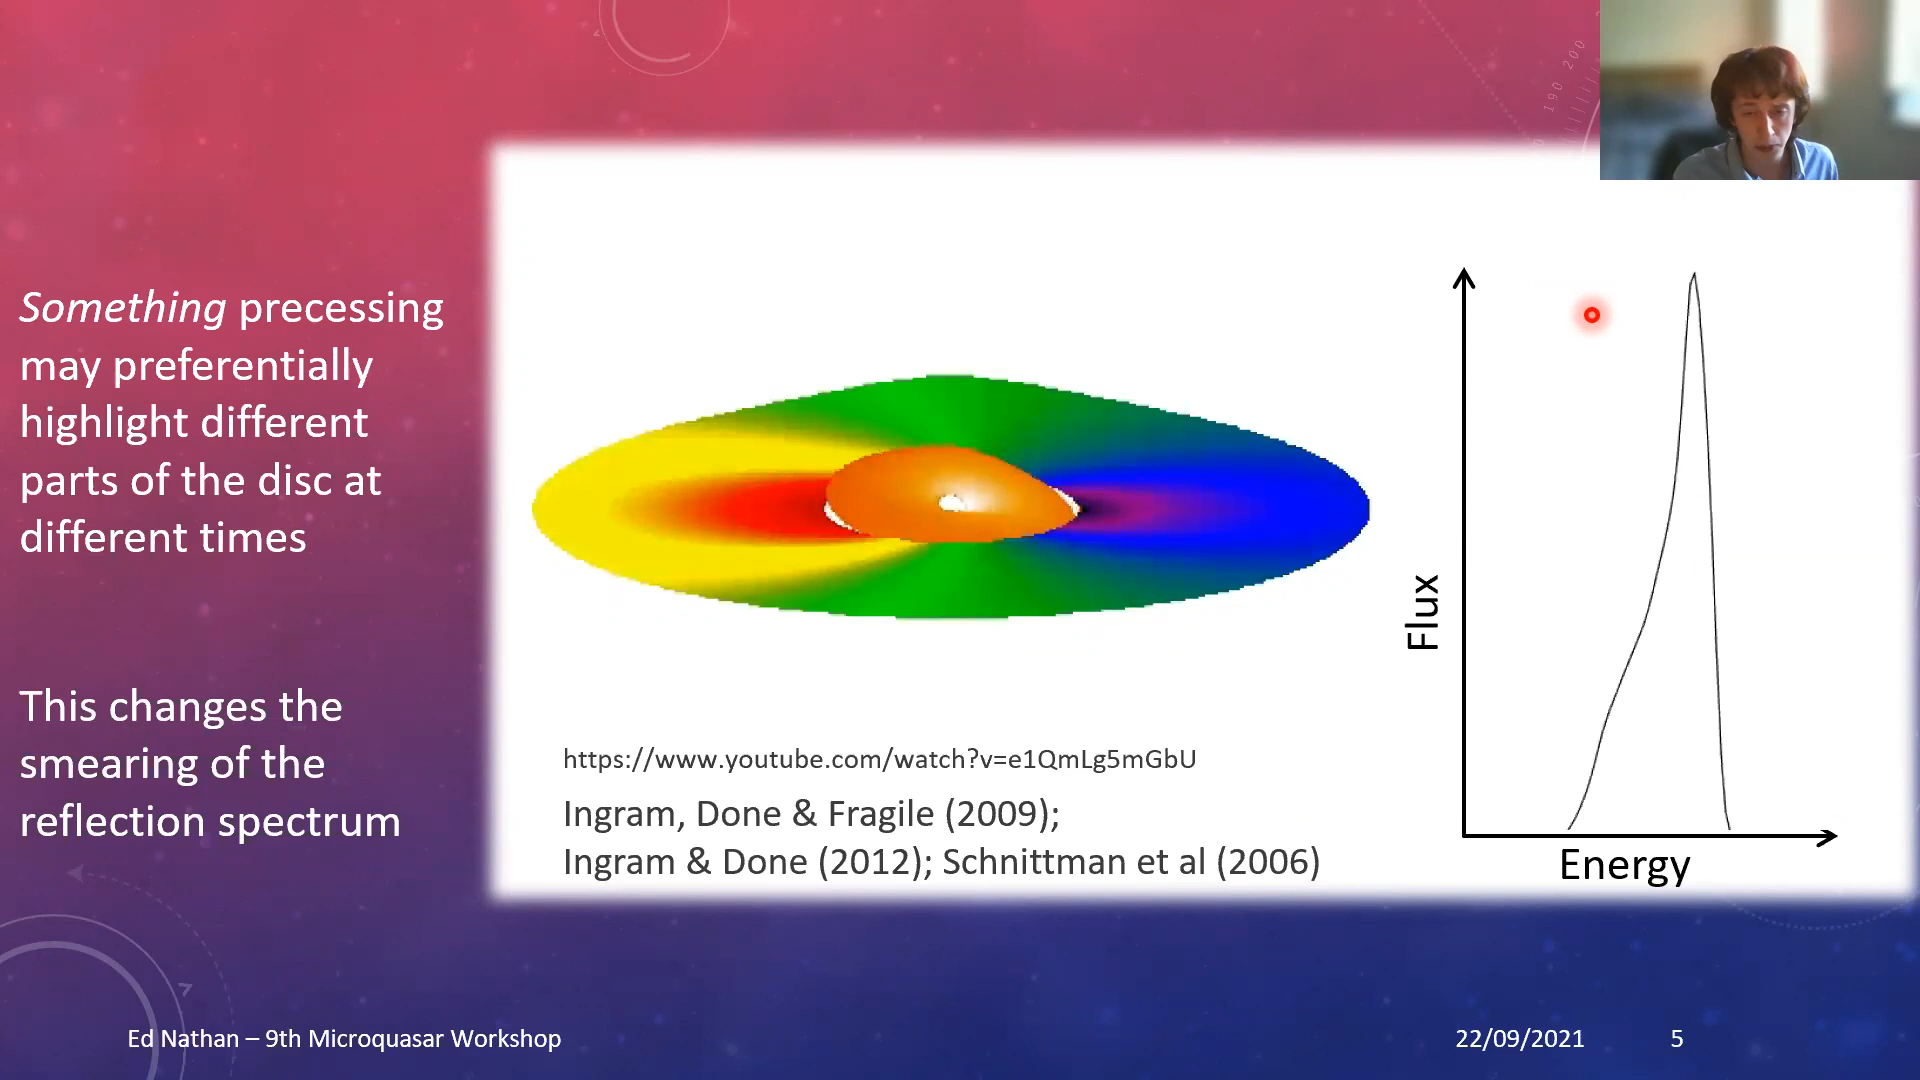 190 200
Something precessing
may preferentially
highlight different
parts of the disc at
different times
This changes the
smearing of the
reflection spectrum
Flux
Energy
https://www.youtube.com/watch?v=e1QmLg5mGbU
Ingram, Done & Fragile (2009);
Ingram & Done (2012); Schnittman et al (2006)
Ed Nathan – 9th Microquasar Workshop
22/09/2021
5